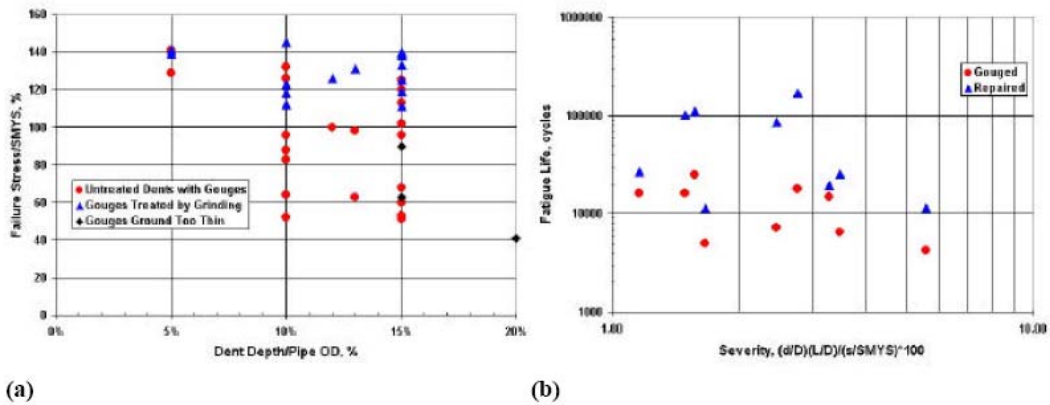 160
140
120
100
80
60
40
20
0
Failure Stress/SMYS, %
Untreated Dents with Gouges
Gouges Treated by Grinding
Gouges Ground Too Thin
0%
5%
10%
15%
20%
Dent Depth/Pipe OD, %
(a)
1000000
100000
10000
1000
Fatigue Life, cycles
Gouged
Repaired
1.00
10.00
Severity, (d/D)(L/D)/(s/SMYS)^100
(b)